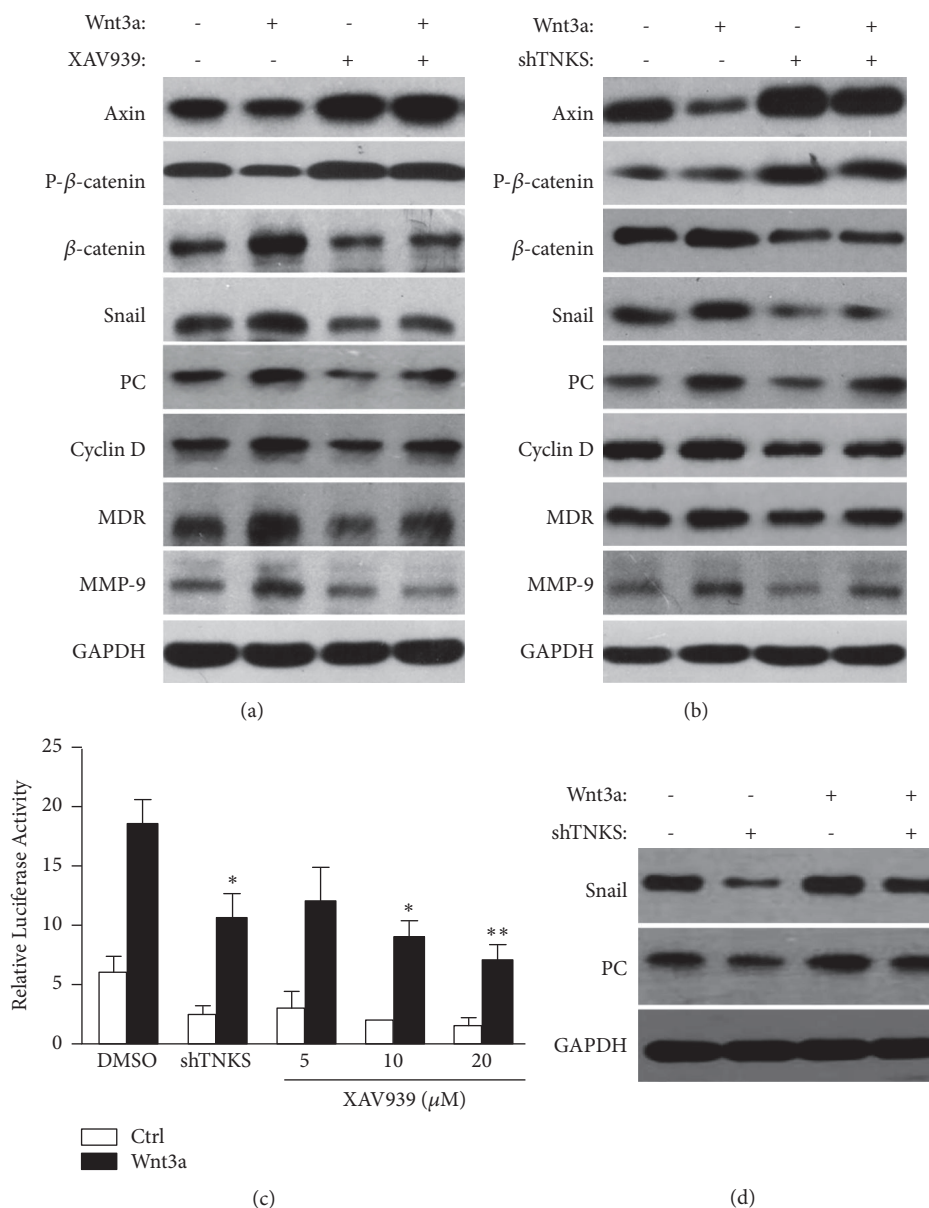 Wnt3a: - + - +
XAV939: - - + +
Axin
P-β-catenin
β-catenin
Snail
PC
Cyclin D
MDR
MMP-9
GAPDH
(a)
Wnt3a: - + - +
shTNKS: - - + +
Axin
P-β-catenin
β-catenin
Snail
PC
Cyclin D
MDR
MMP-9
GAPDH
(b)
Relative Luciferase Activity
25
20
15
10
5
0
*
*
**
DMSO shTNKS 5 10 20
XAV939 (μM)
Ctrl
Wnt3a
(c)
Wnt3a: - - + +
shTNKS: - + - +
Snail
PC
GAPDH
(d)